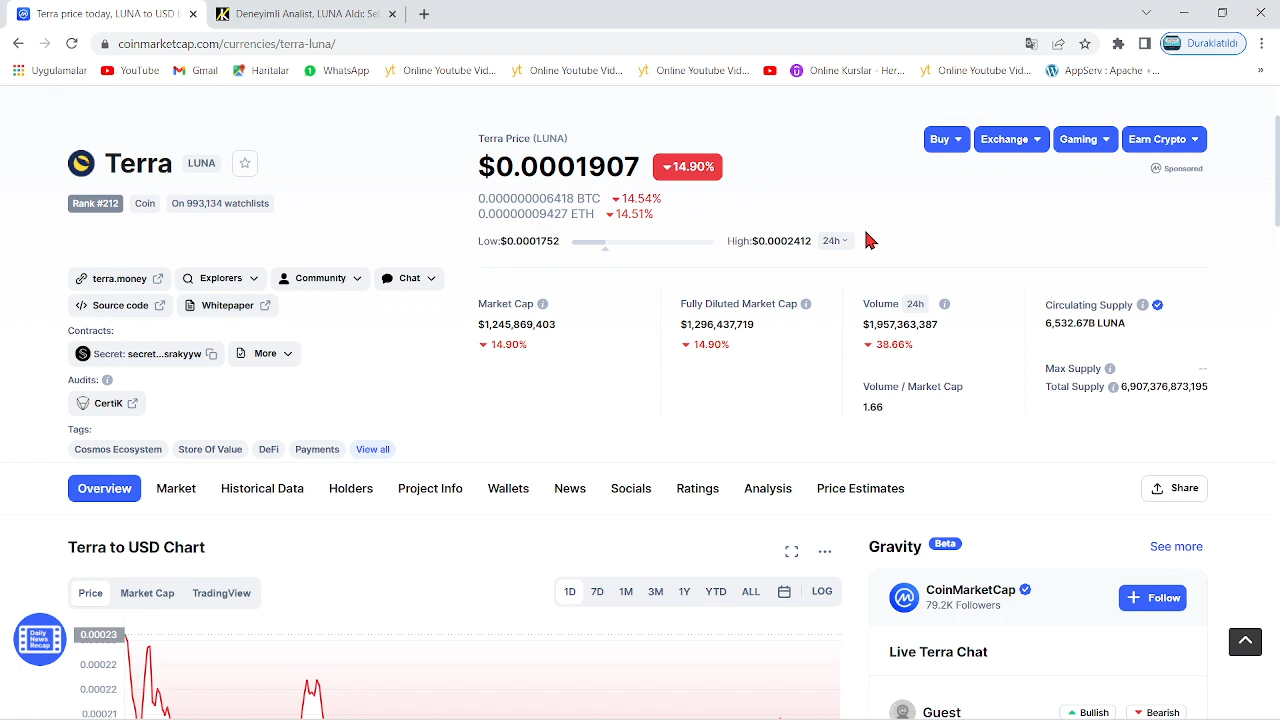 Terra price today, LUNA to USD l
Deneyimli Analist, LUNA Aldı: Set
coinmarketcap.com/currencies/terra-luna/
Duraklatıldı
Uygulamalar
YouTube
Gmail
Haritalar
WhatsApp
Online Youtube Vid...
Online Youtube Vid...
Online Youtube Vid...
Online Kurslar - Her...
Online Youtube Vid...
AppServ : Apache +...
»
Terra LUNA
Rank #212
Coin
On 993,134 watchlists
terra.money
Explorers
Community
Chat
Source code
Whitepaper
Contracts:
Secret: secret...srakyyw
More
Audits:
CertiK
Tags:
Cosmos Ecosystem
Store Of Value
DeFi
Payments
View all
Terra Price (LUNA)
$0.0001907
14.90%
0.000000006418 BTC 14.54%
0.00000009427 ETH 14.51%
Low:$0.0001752
High:$0.0002412
24h
Buy
Exchange
Gaming
Earn Crypto
Sponsored
Market Cap
$1,245,869,403
14.90%
Fully Diluted Market Cap
$1,296,437,719
14.90%
Volume 24h
$1,957,363,387
38.66%
Volume / Market Cap
1.66
Circulating Supply
6,532.67B LUNA
Max Supply --
Total Supply 6,907,376,873,195
Overview
Market
Historical Data
Holders
Project Info
Wallets
News
Socials
Ratings
Analysis
Price Estimates
Share
Terra to USD Chart
Price
Market Cap
TradingView
1D
7D
1M
3M
1Y
YTD
ALL
LOG
0.00023
0.00022
0.00022
0.00021
Daily
News
Recap
Gravity Beta
See more
CoinMarketCap
79.2K Followers
+ Follow
Live Terra Chat
Guest
Bullish
Bearish